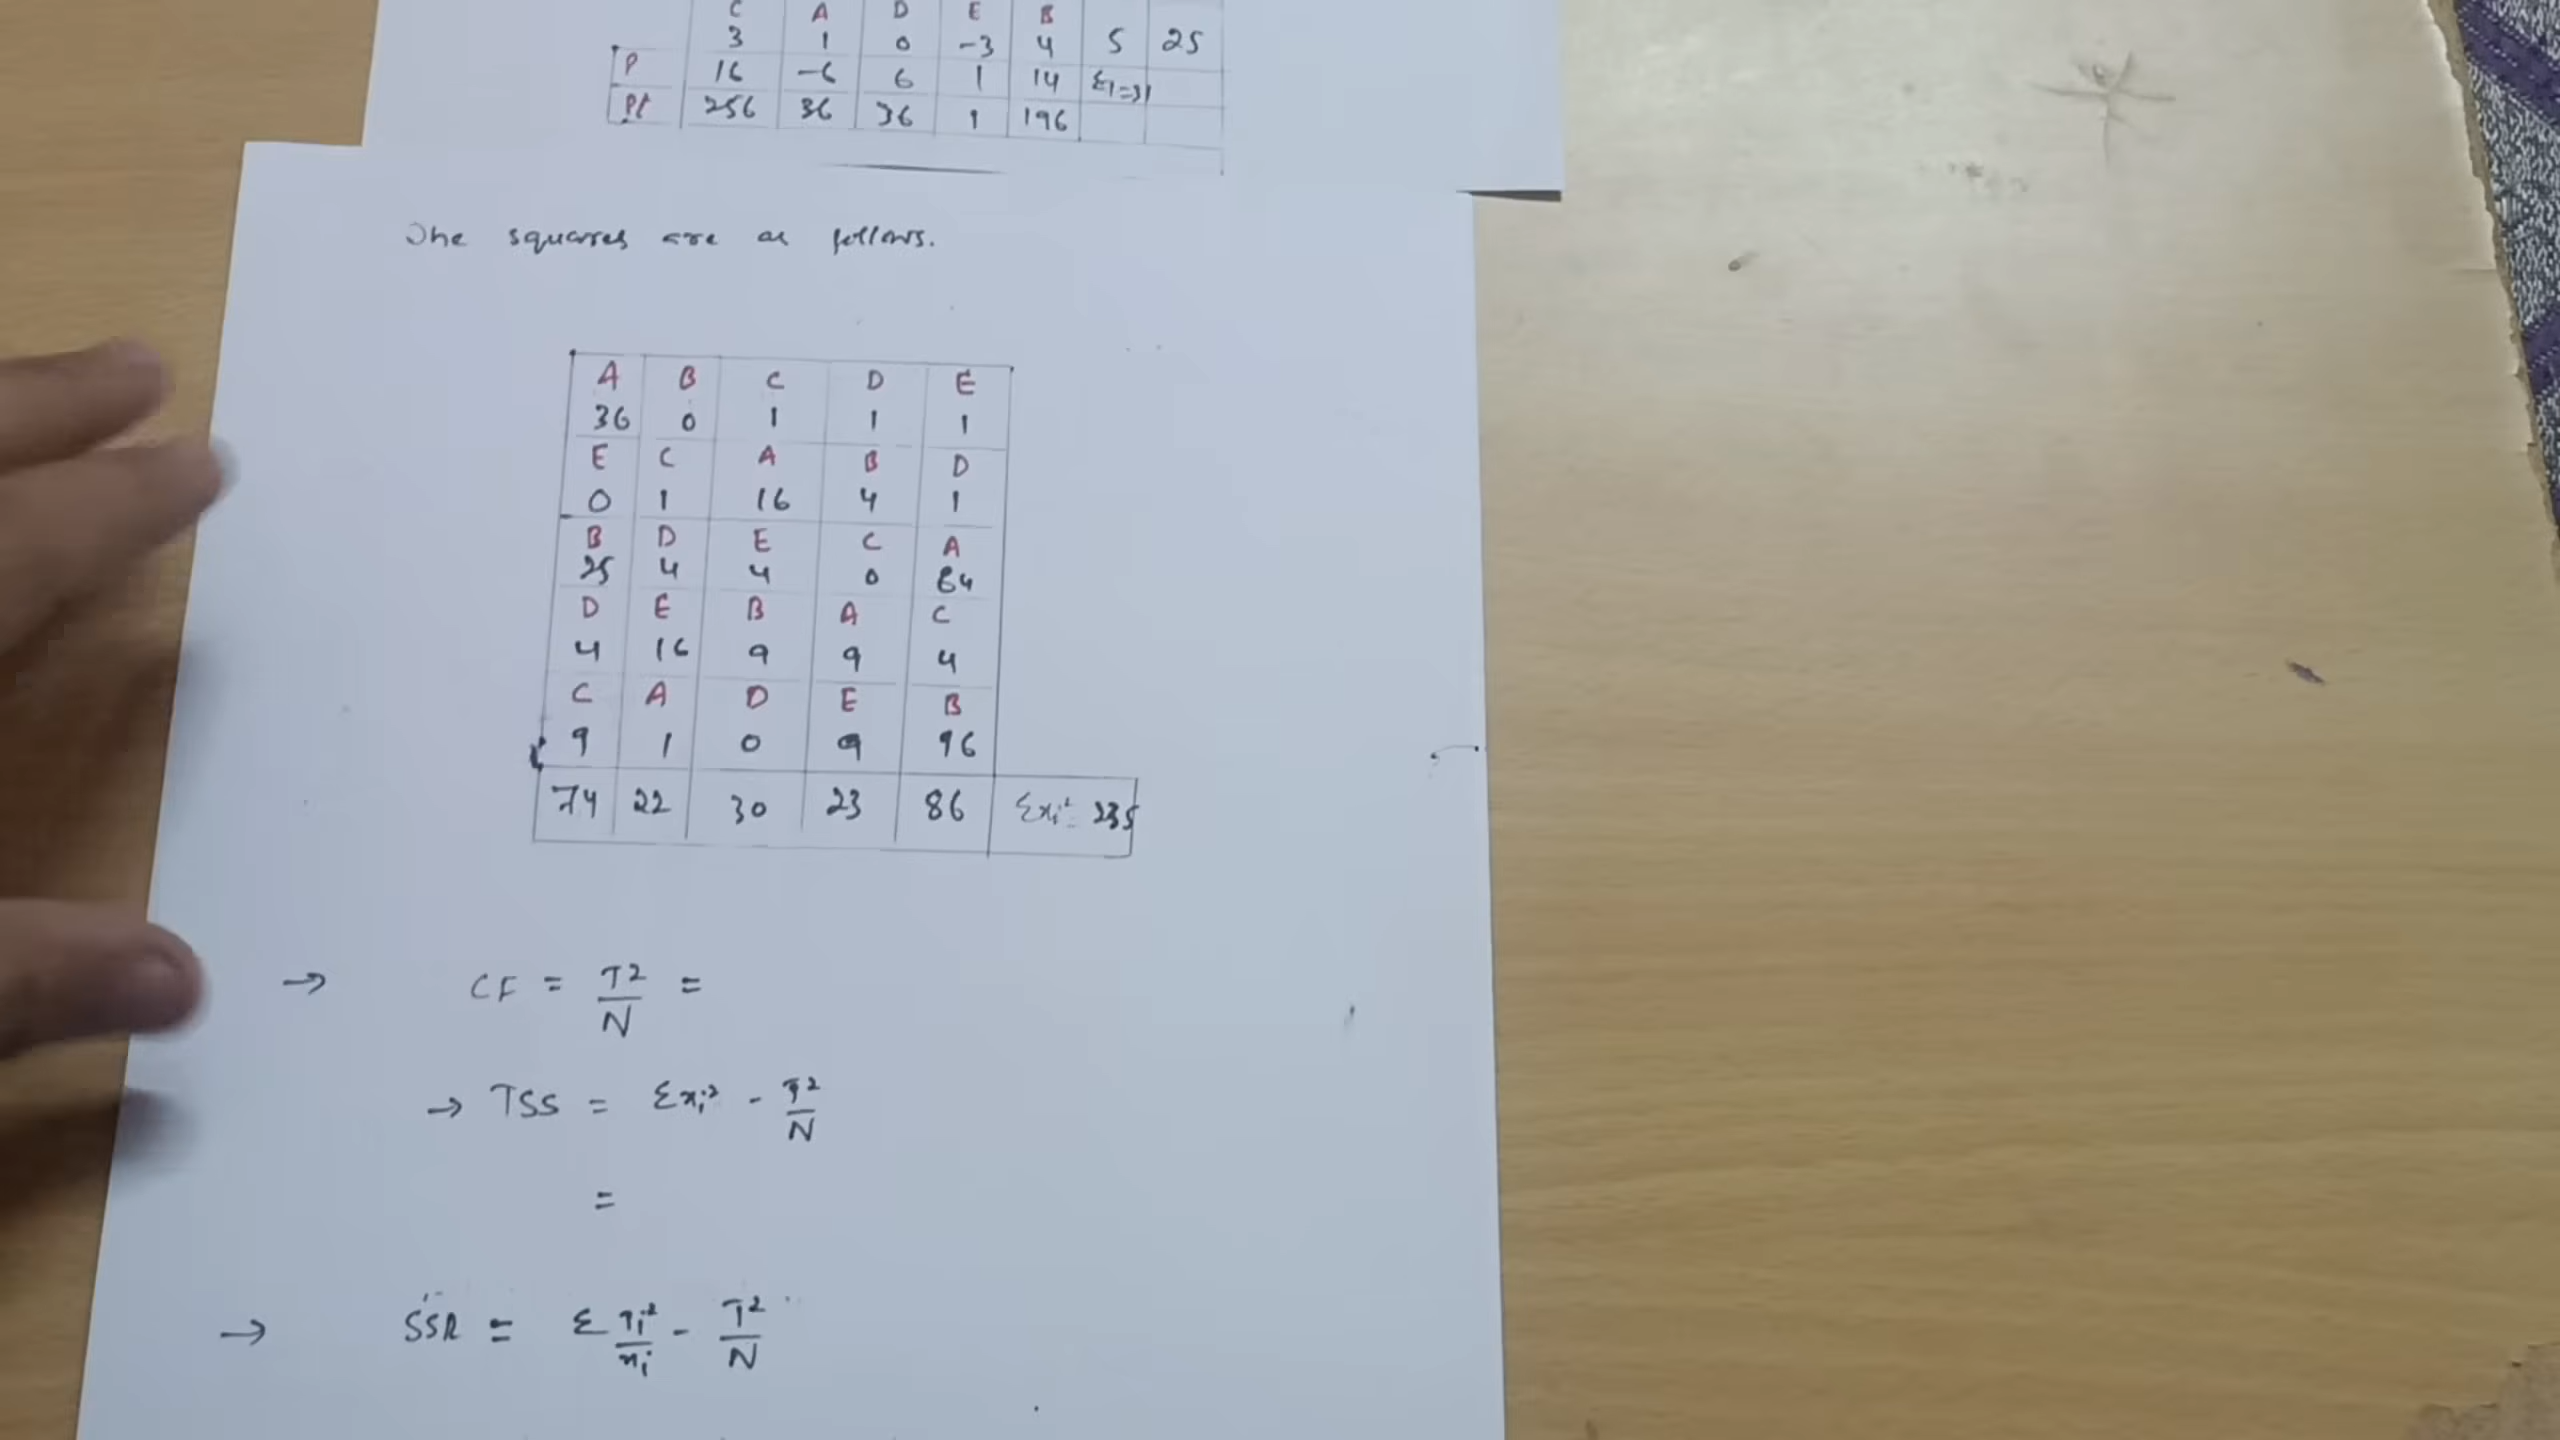 C A D E B
3 1 0 -3 4 5 25
P 16 -6 6 1 14 Σ1=31
Pt 256 36 36 1 196
The squares are as follows.
A B C D E
36 0 1 1 1
E C A B D
0 1 16 4 1
B D E C A
25 4 4 0 64
D E B A C
4 16 9 9 4
C A D E B
9 1 0 9 16
74 22 30 23 86 Σxi² = 235
→ CF = T²/N =
→ TSS = Σxi² - T²/N
=
→ SSR = Σ Ti²/ni - T²/N